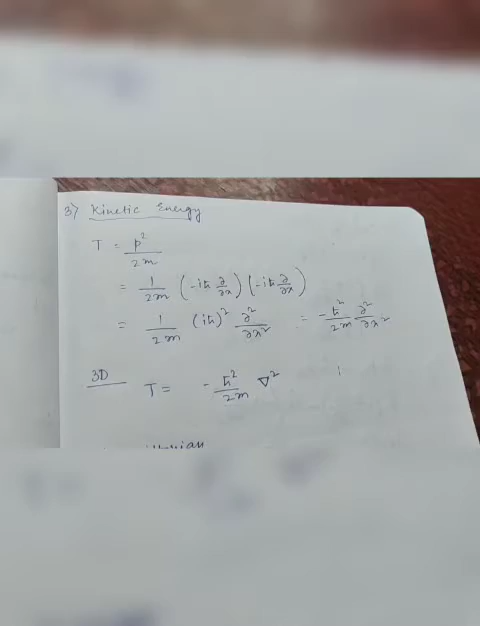 3) Kinetic Energy
T = p²/2m
= 1/2m (-iℏ ∂/∂x) (-iℏ ∂/∂x)
= 1/2m (iℏ)² ∂²/∂x² = -ℏ²/2m ∂²/∂x²
3D T = -ℏ²/2m ∇²